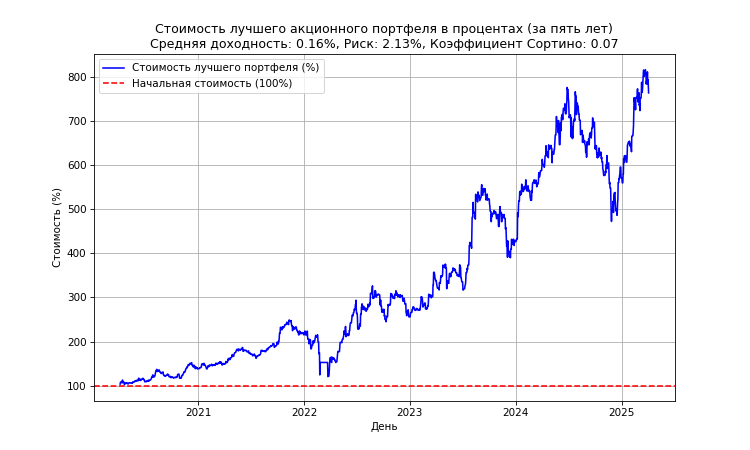 Стоимость лучшего акционного портфеля в процентах (за пять лет)
Средняя доходность: 0.16%, Риск: 2.13%, Коэффициент Сортино: 0.07
Стоимость лучшего портфеля (%)
Начальная стоимость (100%)
Стоимость (%)
800
700
600
500
400
300
200
100
2021
2022
2023
2024
2025
День